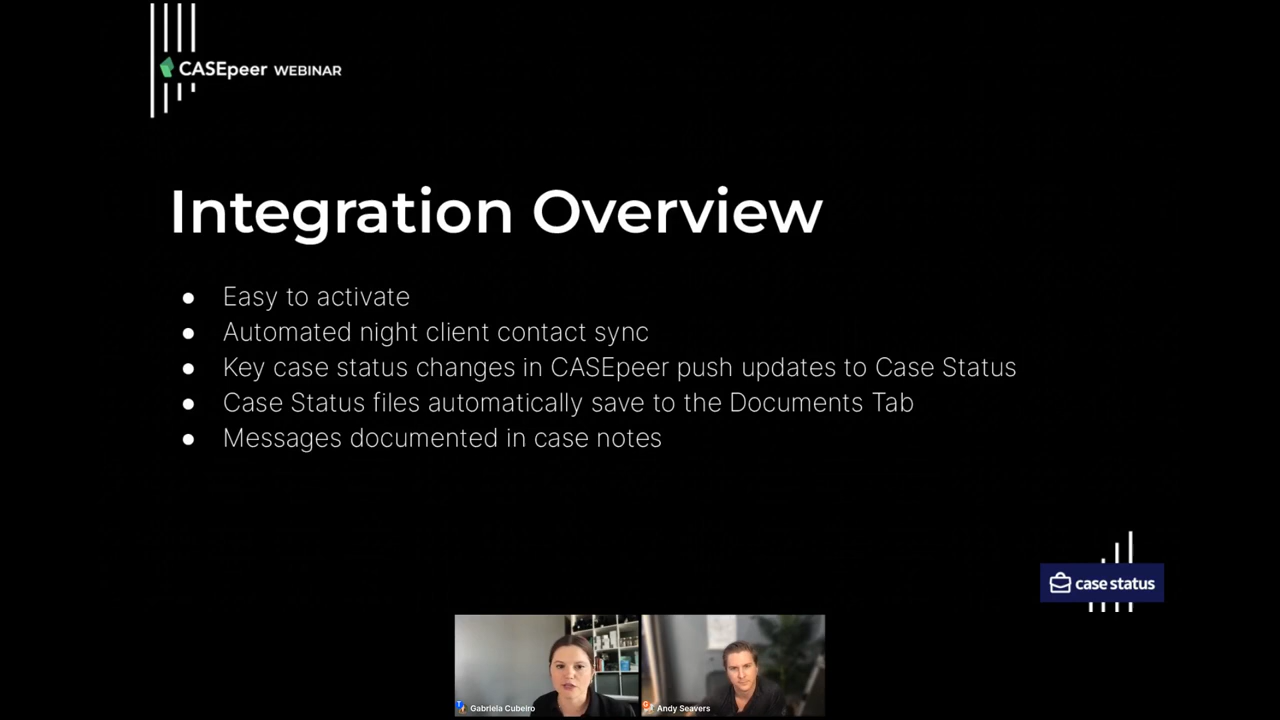 CASEpeer WEBINAR
Integration Overview
● Easy to activate
● Automated night client contact sync
● Key case status changes in CASEpeer push updates to Case Status
● Case Status files automatically save to the Documents Tab
● Messages documented in case notes
case status
Gabriela Cubeiro
Andy Seavers